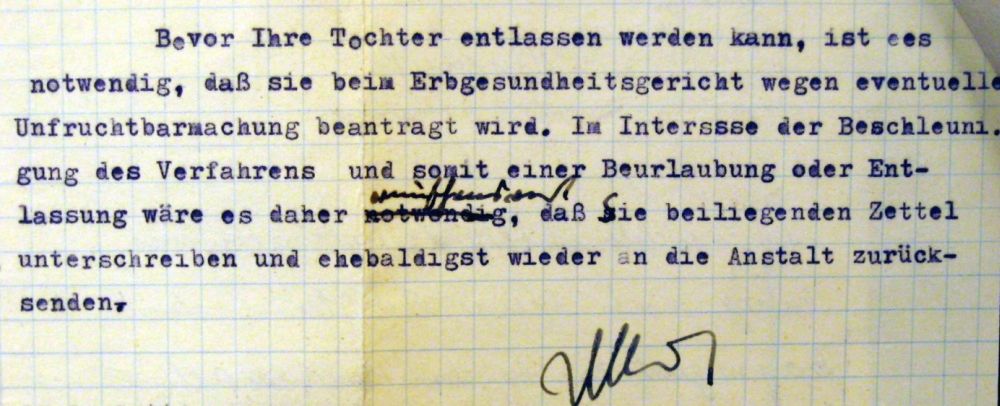 Bevor Ihre Tochter entlassen werden kann, ist ees
notwendig, daß sie beim Erbgesundheitsgericht wegen eventuelle
Unfruchtbarmachung beantragt wird. Im Interssse der Beschleuni.
gung des Verfahrens und somit einer Beurlaubung oder Ent-
lassung wäre es daher notwendig, daß Sie beiliegenden Zettel
unterschreiben und ehebaldigst wieder an die Anstalt zurück-
senden.